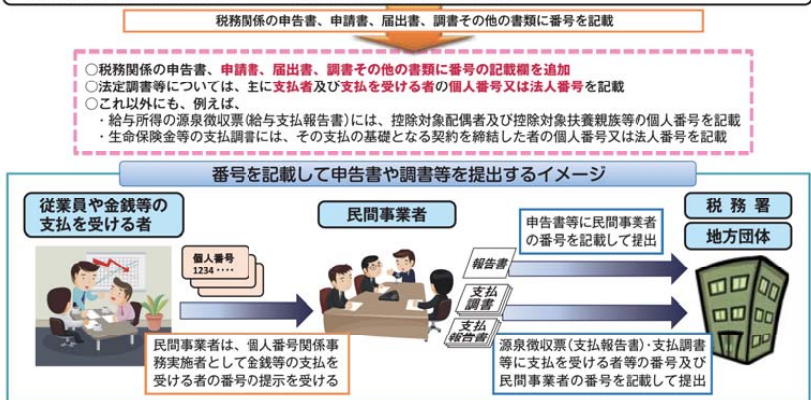 税務関係の申告書、申請書、届出書、調書その他の書類に番号を記載
○税務関係の申告書、申請書、届出書、調書その他の書類に番号の記載欄を追加
○法定調書等については、主に支払者及び支払を受ける者の個人番号又は法人番号を記載
○これ以外にも、例えば、
・給与所得の源泉徴収票(給与支払報告書)には、控除対象配偶者及び控除対象扶養親族等の個人番号を記載
・生命保険金等の支払調書には、その支払の基礎となる契約を締結した者の個人番号又は法人番号を記載
番号を記載して申告書や調書等を提出するイメージ
従業員や金銭等の
支払を受ける者
個人番号
1234 ····
民間事業者は、個人番号関係事
務実施者として金銭等の支払を
受ける者の番号の提示を受ける
民間事業者
報告書
支払
調書
支払
報告書
申告書等に民間事業者
の番号を記載して提出
源泉徴収票(支払報告書)・支払調書
等に支払を受ける者等の番号及び
民間事業者の番号を記載して提出
税務署
地方団体